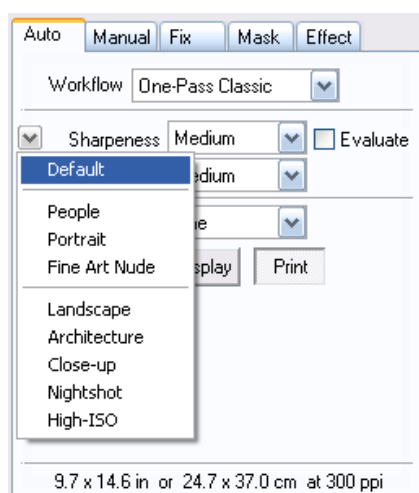 Auto Manual Fix Mask Effect
Workflow One-Pass Classic
Sharpeness Medium Evaluate
Default
People
Portrait
Fine Art Nude
Print
Landscape
Architecture
Close-up
Nightshot
High-ISO
9.7 x 14.6 in or 24.7 x 37.0 cm at 300 ppi